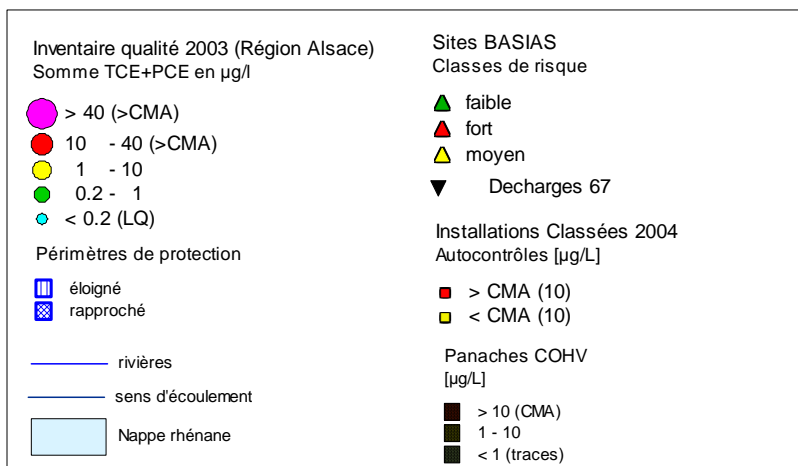 Inventaire qualité 2003 (Région Alsace)
Somme TCE+PCE en µg/l
> 40 (>CMA)
10 - 40 (>CMA)
1 - 10
0.2 - 1
< 0.2 (LQ)
Périmètres de protection
éloigné
rapproché
rivières
sens d'écoulement
Nappe rhénane
Sites BASIAS
Classes de risque
faible
fort
moyen
Decharges 67
Installations Classées 2004
Autocontrôles [µg/L]
> CMA (10)
< CMA (10)
Panaches COHV
[µg/L]
> 10 (CMA)
1 - 10
< 1 (traces)